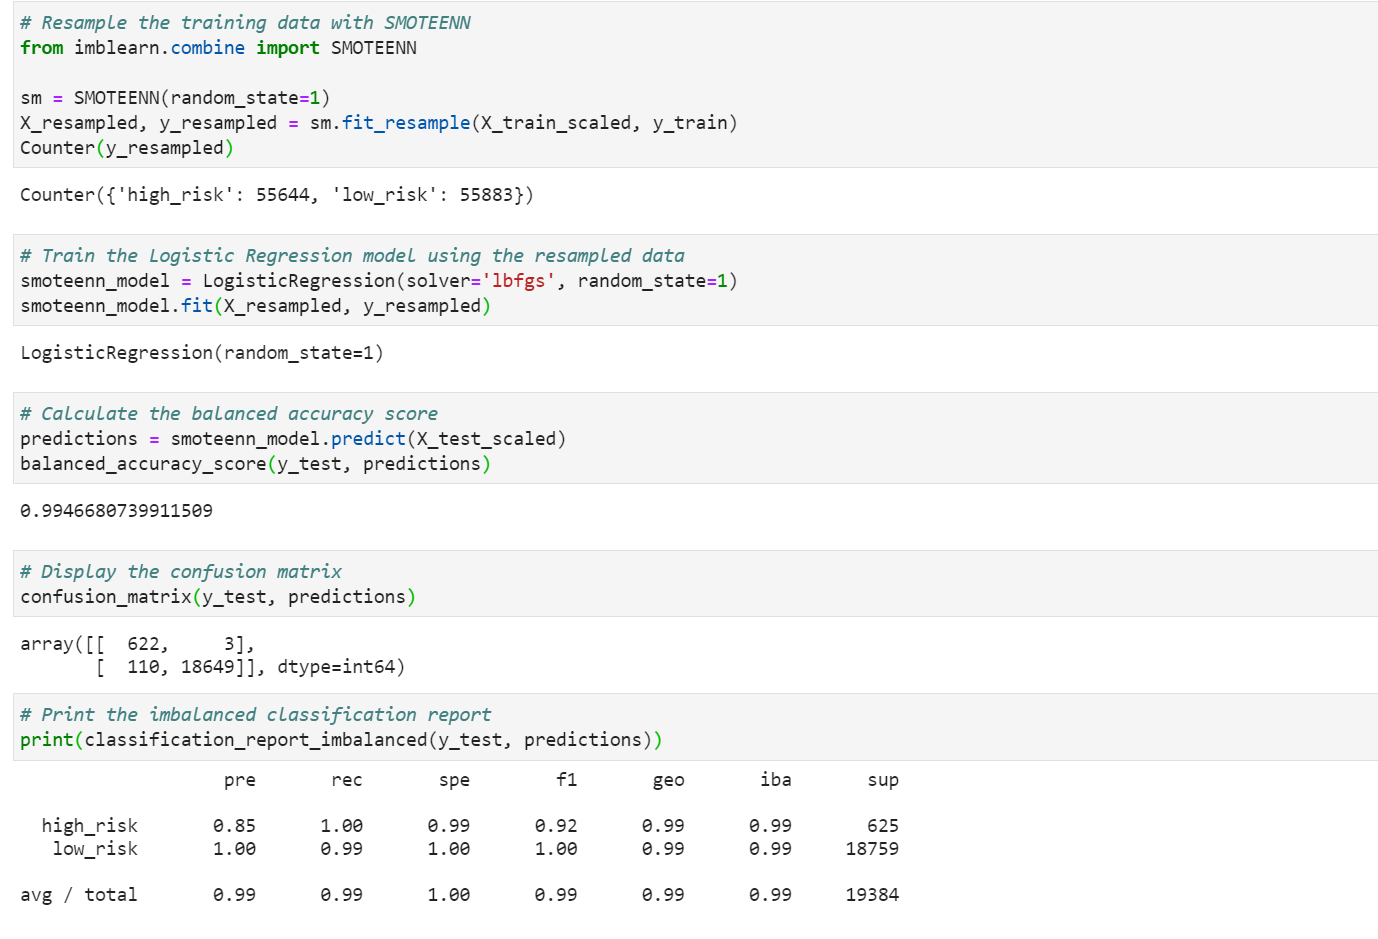 # Resample the training data with SMOTEENN
from imblearn.combine import SMOTEENN
sm = SMOTEENN(random_state=1)
X_resampled, y_resampled = sm.fit_resample(X_train_scaled, y_train)
Counter(y_resampled)
Counter({'high_risk': 55644, 'low_risk': 55883})
# Train the Logistic Regression model using the resampled data
smoteenn_model = LogisticRegression(solver='lbfgs', random_state=1)
smoteenn_model.fit(X_resampled, y_resampled)
LogisticRegression(random_state=1)
# Calculate the balanced accuracy score
predictions = smoteenn_model.predict(X_test_scaled)
balanced_accuracy_score(y_test, predictions)
0.9946680739911509
# Display the confusion matrix
confusion_matrix(y_test, predictions)
array([[  622,     3],
       [  110, 18649]], dtype=int64)
# Print the imbalanced classification report
print(classification_report_imbalanced(y_test, predictions))
pre       rec       spe        f1       geo       iba       sup
high_risk       0.85      1.00      0.99      0.92      0.99      0.99       625
low_risk       1.00      0.99      1.00      1.00      0.99      0.99     18759
avg / total       0.99      0.99      1.00      0.99      0.99      0.99     19384